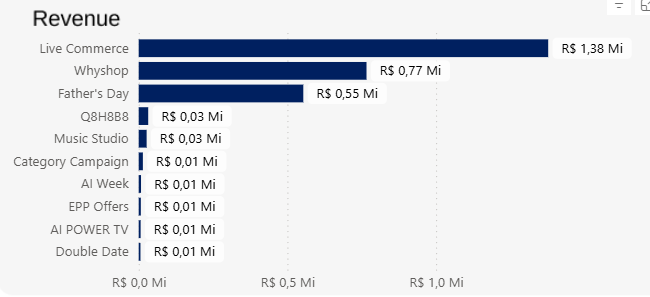 Revenue
Live Commerce R$ 1,38 Mi
Whyshop R$ 0,77 Mi
Father's Day R$ 0,55 Mi
Q8H8B8 R$ 0,03 Mi
Music Studio R$ 0,03 Mi
Category Campaign R$ 0,01 Mi
AI Week R$ 0,01 Mi
EPP Offers R$ 0,01 Mi
AI POWER TV R$ 0,01 Mi
Double Date R$ 0,01 Mi
R$ 0,0 Mi R$ 0,5 Mi R$ 1,0 Mi